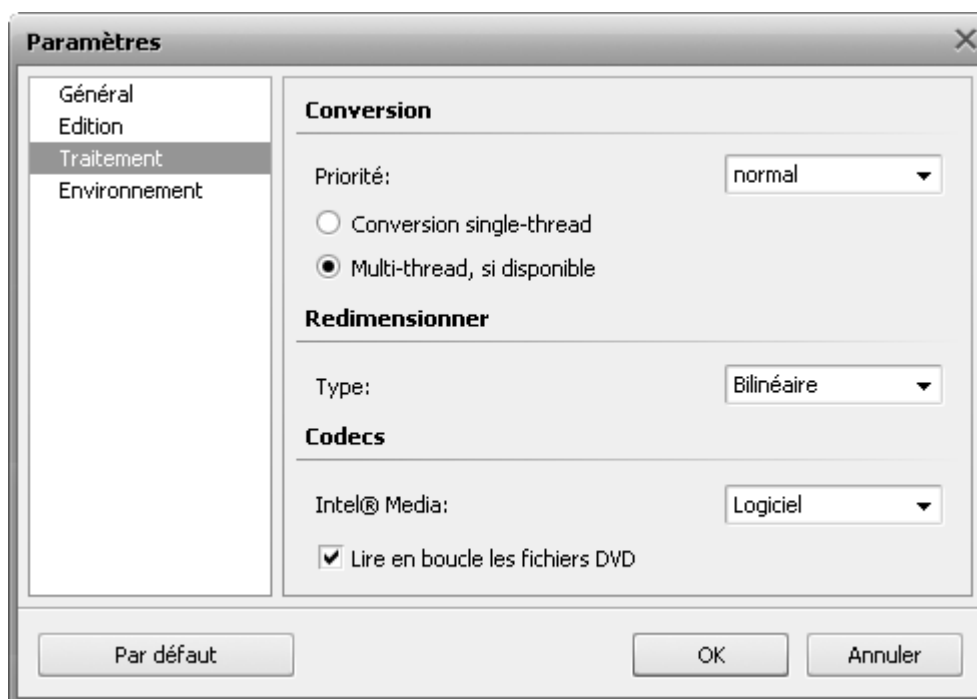 Paramètres
Général
Edition
Traitement
Environnement
Conversion
Priorité: normal
Conversion single-thread
Multi-thread, si disponible
Redimensionner
Type: Bilinéaire
Codecs
Intel® Media: Logiciel
Lire en boucle les fichiers DVD
Par défaut OK Annuler